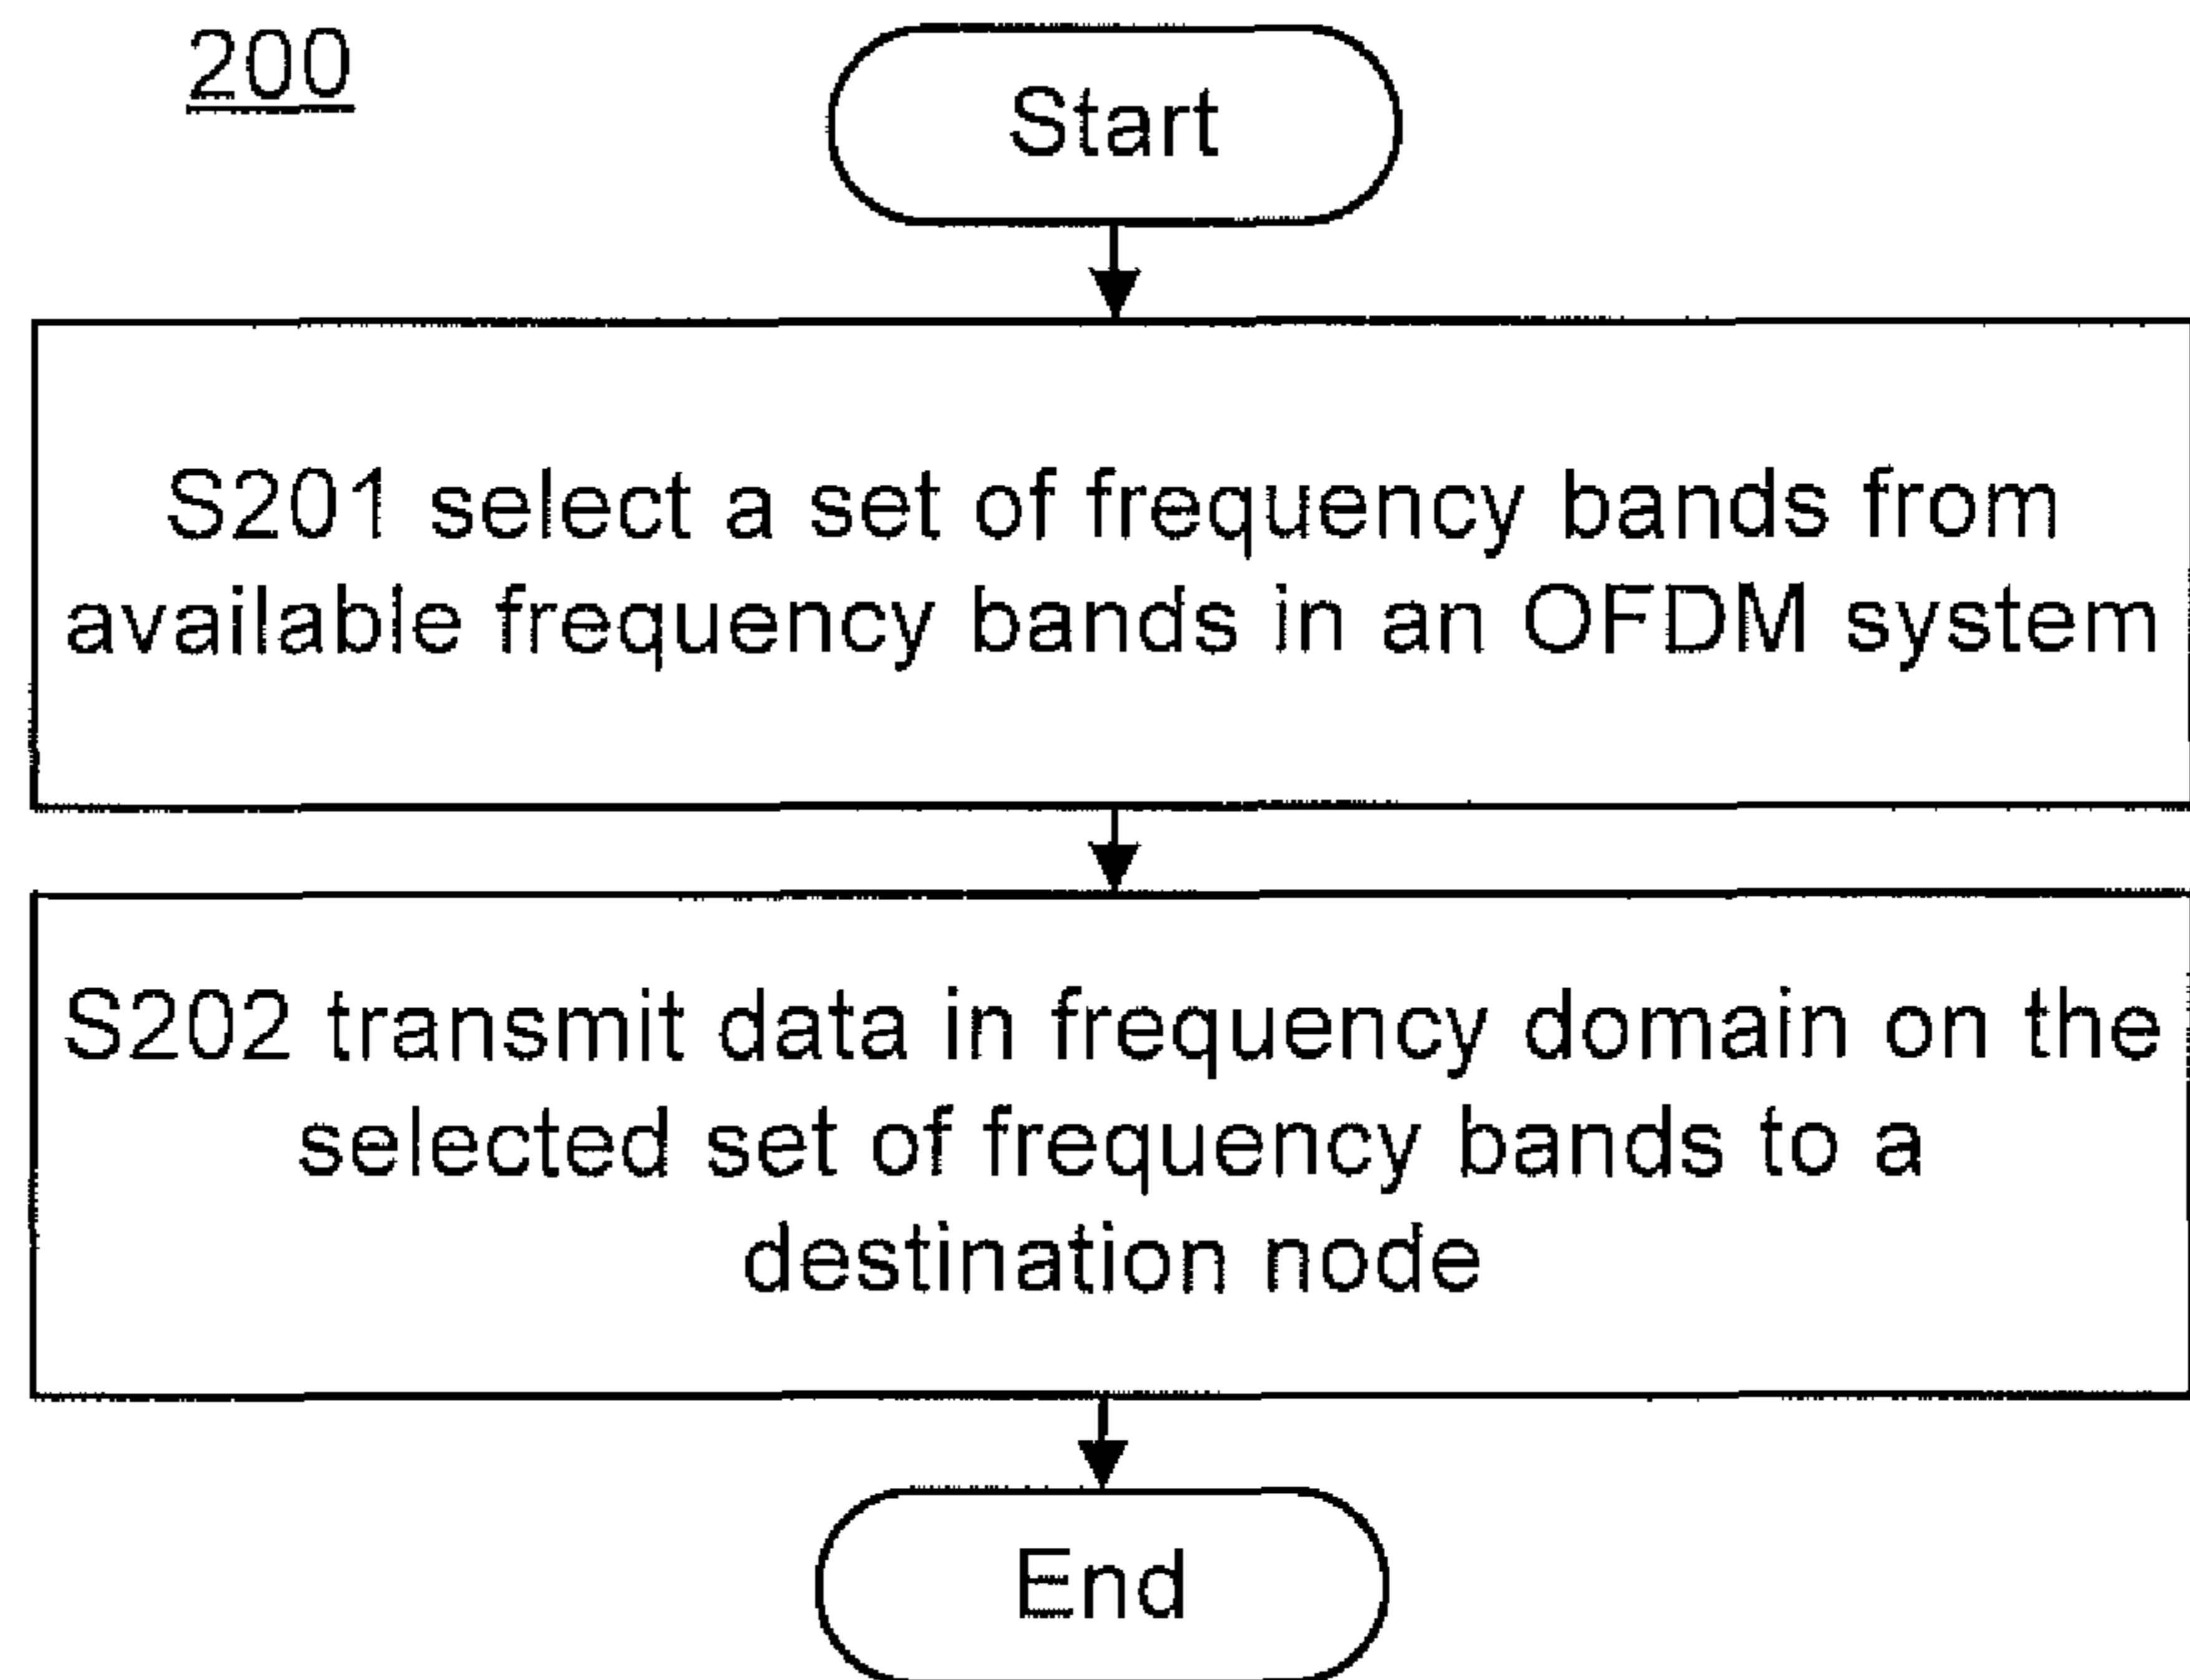 200
Start
S201 select a set of frequency bands from
available frequency bands in an OFDM system
S202 transmit data in frequency domain on the
selected set of frequency bands to a
destination node
End